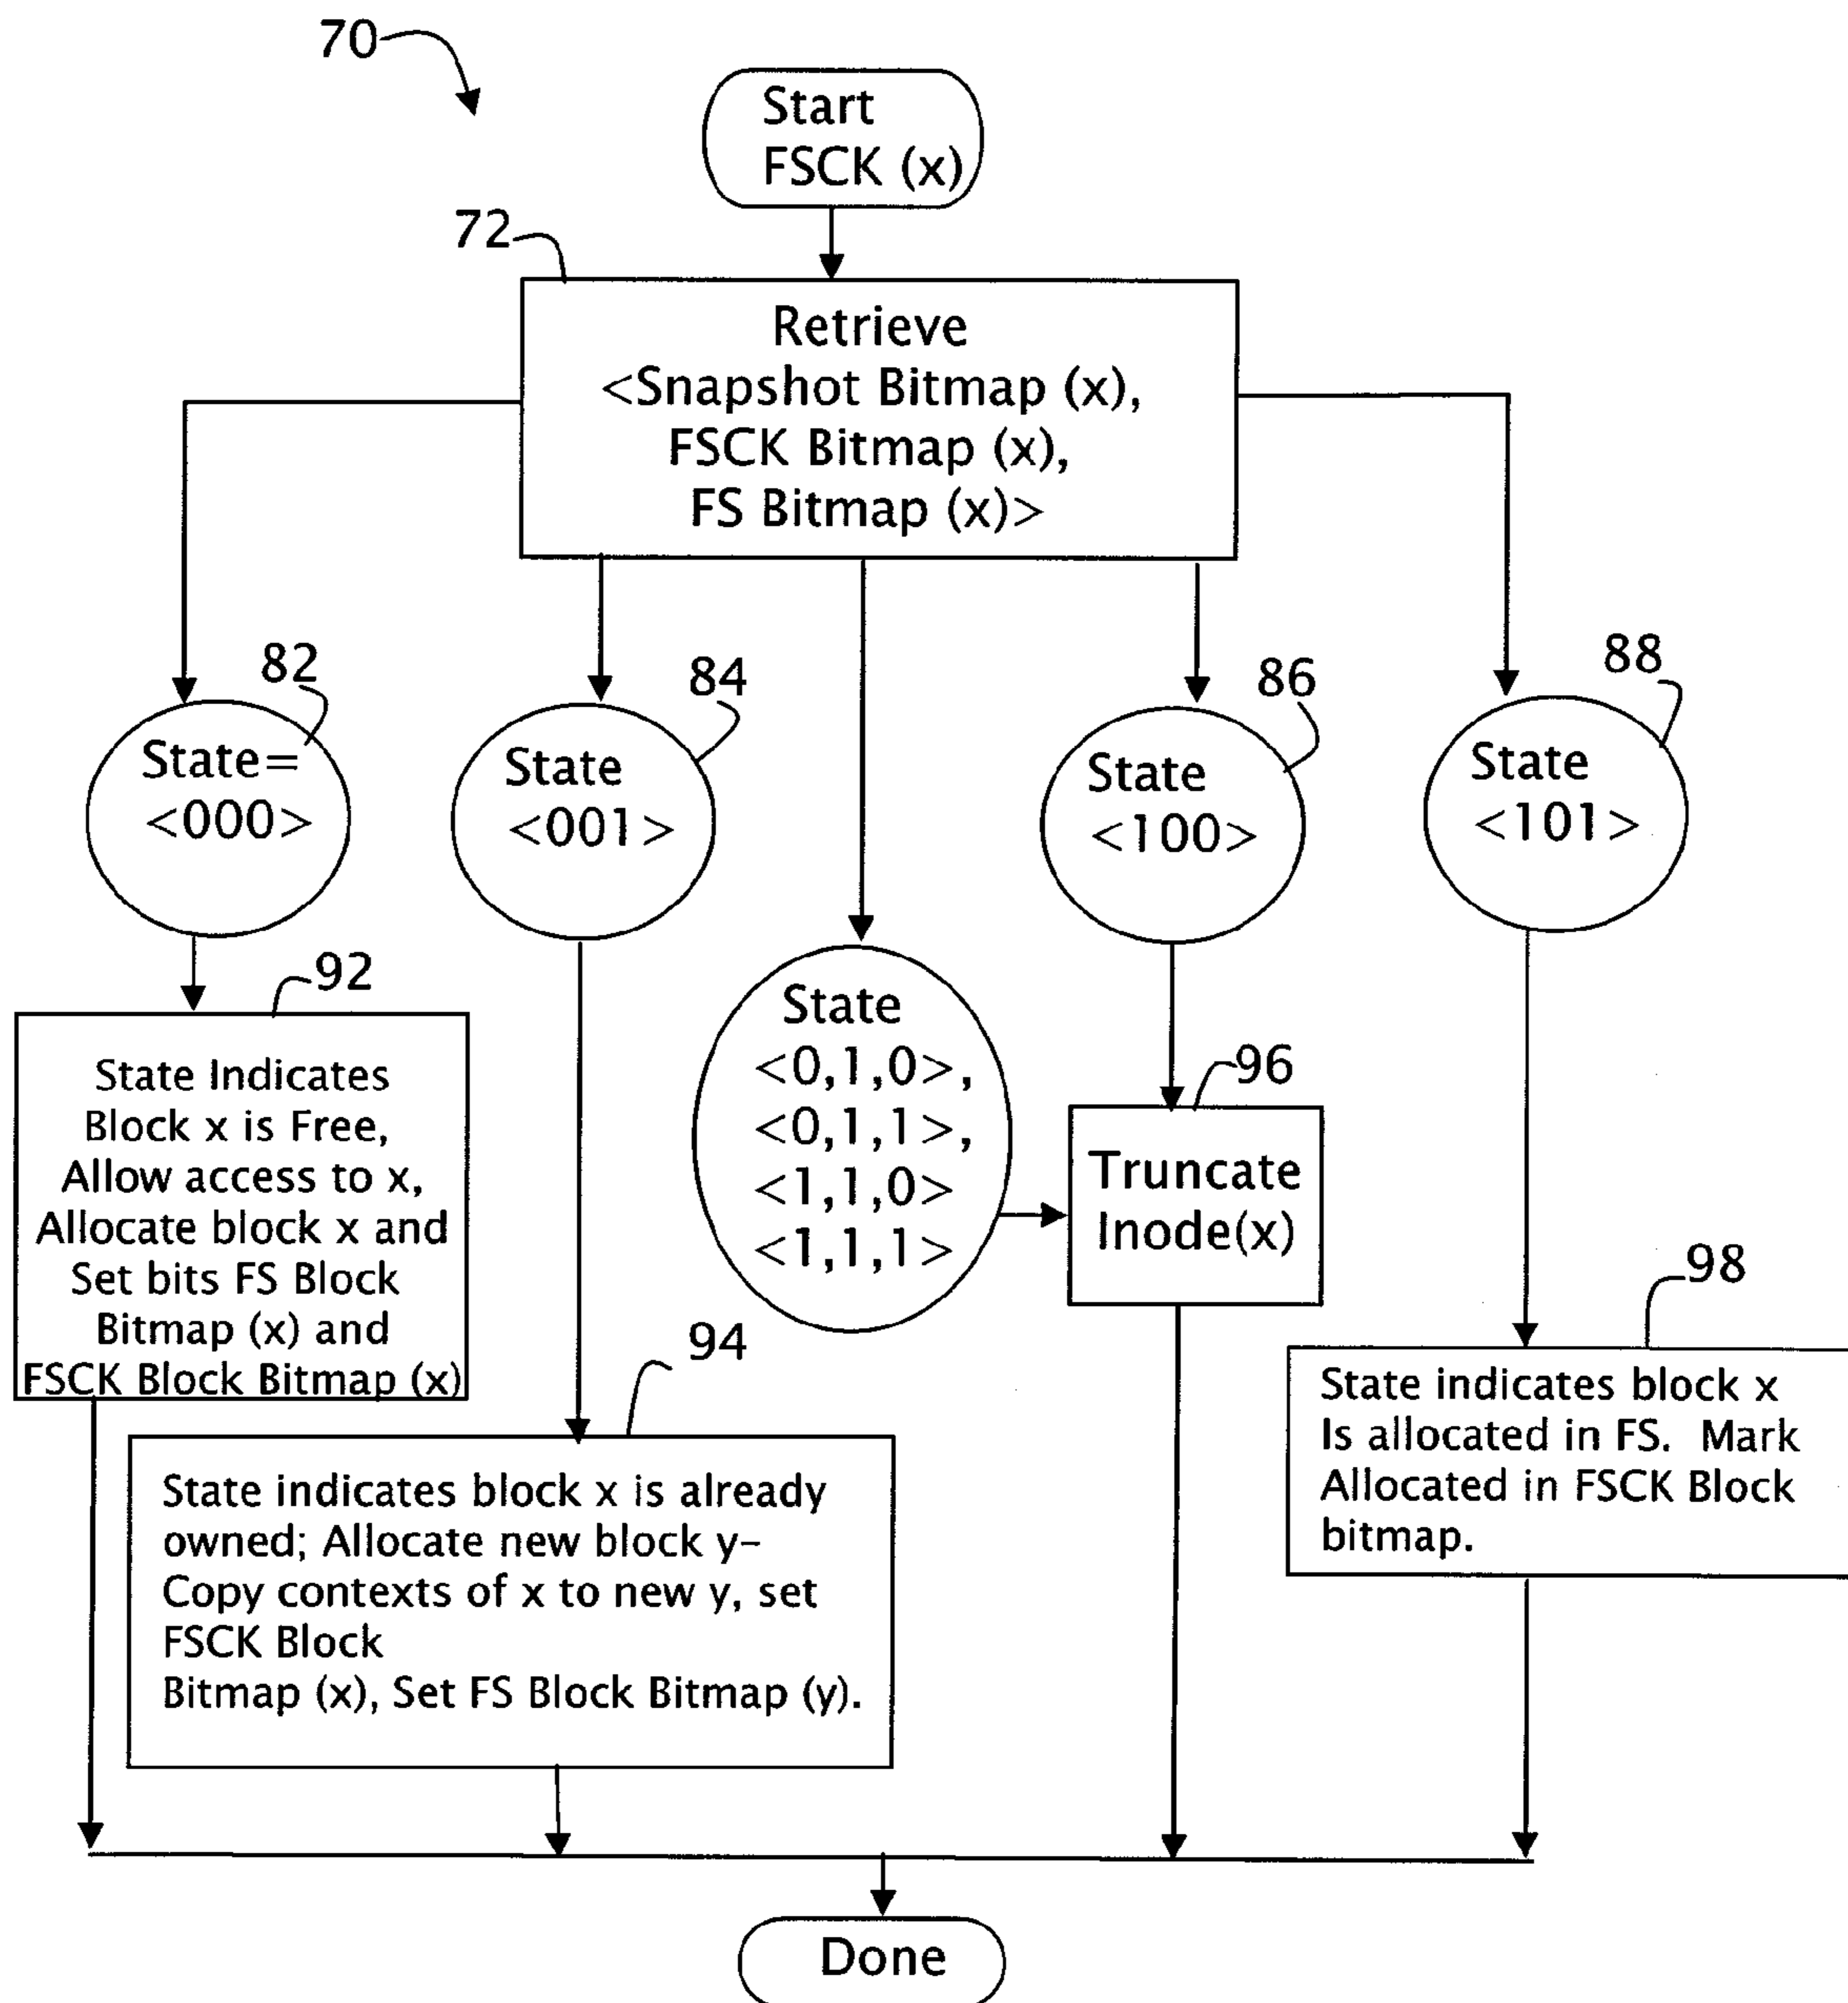 70
Start
FSCK (x)
72
Retrieve
<Snapshot Bitmap (x),
FSCK Bitmap (x),
FS Bitmap (x)>
82
State=
<000>
84
State
<001>
86
State
<100>
88
State
<101>
State
<0,1,0>,
<0,1,1>,
<1,1,0>
<1,1,1>
92
State Indicates
Block x is Free,
Allow access to x,
Allocate block x and
Set bits FS Block
Bitmap (x) and
FSCK Block Bitmap (x)
96
Truncate
Inode(x)
94
State indicates block x is already
owned; Allocate new block y-
Copy contexts of x to new y, set
FSCK Block
Bitmap (x), Set FS Block Bitmap (y).
98
State indicates block x
Is allocated in FS. Mark
Allocated in FSCK Block
bitmap.
Done